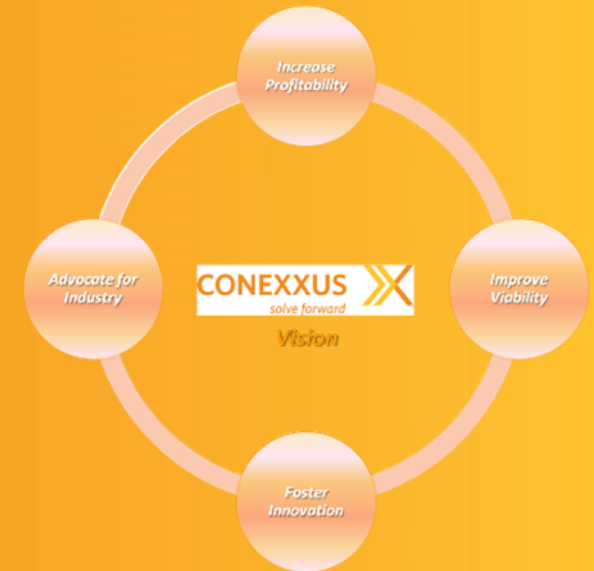 Increase
Profitability
Advocate for
Industry
CONEXXUS
solve forward
Vision
Improve
Viability
Foster
Innovation